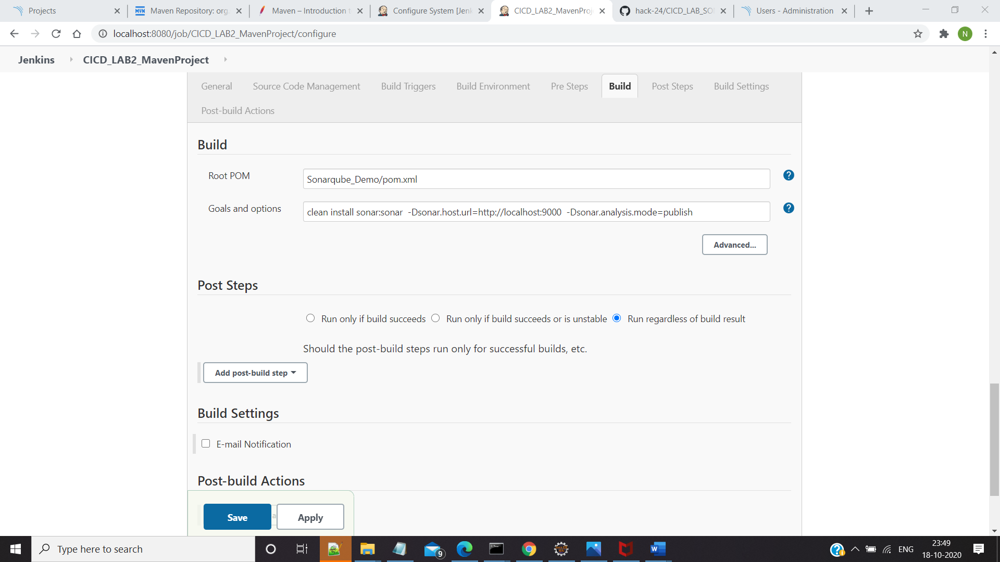 Projects
Maven Repository: org.
Maven – Introduction t
Configure System [Jenk
CICD_LAB2_MavenProj
hack-24/CICD_LAB_SO
Users - Administration
localhost:8080/job/CICD_LAB2_MavenProject/configure
N
Jenkins
CICD_LAB2_MavenProject
General
Source Code Management
Build Triggers
Build Environment
Pre Steps
Build
Post Steps
Build Settings
Post-build Actions
Build
Root POM
Sonarqube_Demo/pom.xml
?
Goals and options
clean install sonar:sonar  -Dsonar.host.url=http://localhost:9000  -Dsonar.analysis.mode=publish
?
Advanced...
Post Steps
Run only if build succeeds
Run only if build succeeds or is unstable
Run regardless of build result
Should the post-build steps run only for successful builds, etc.
Add post-build step
Build Settings
E-mail Notification
Post-build Actions
Save
Apply
Type here to search
9
ENG
23:49
18-10-2020